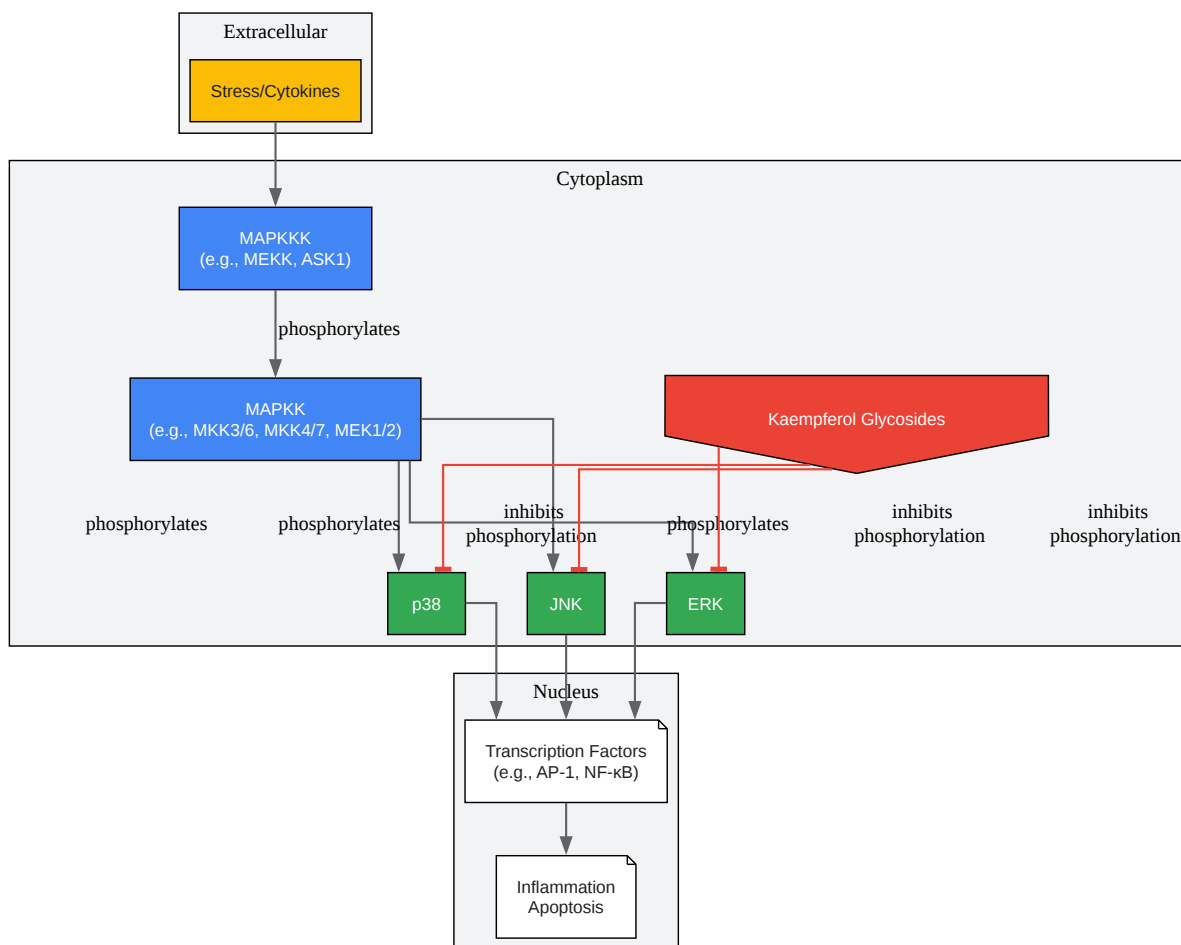 Extracellular
Stress/Cytokines
Cytoplasm
MAPKKK
(e.g., MEKK, ASK1)
phosphorylates
MAPKK
(e.g., MKK3/6, MKK4/7, MEK1/2)
Kaempferol Glycosides
phosphorylates
phosphorylates
inhibits
phosphorylation
phosphorylates
inhibits
phosphorylation
inhibits
phosphorylation
p38
JNK
ERK
Nucleus
Transcription Factors
(e.g., AP-1, NF-κB)
Inflammation
Apoptosis